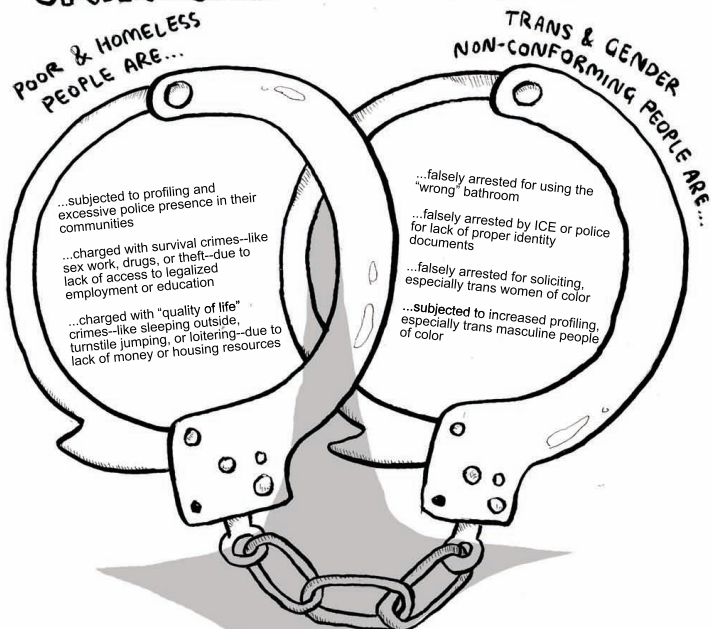 POOR & HOMELESS
PEOPLE ARE...
...subjected to profiling and
excessive police presence in their
communities
...charged with survival crimes--like
sex work, drugs, or theft--due to
lack of access to legalized
employment or education
...charged with “quality of life”
crimes--like sleeping outside,
turnstile jumping, or loitering--due to
lack of money or housing resources
TRANS & GENDER
NON-CONFORMING PEOPLE ARE...
...falsely arrested for using the
“wrong” bathroom
...falsely arrested by ICE or police
for lack of proper identity
documents
...falsely arrested for soliciting,
especially trans women of color
...subjected to increased profiling,
especially trans masculine people
of color